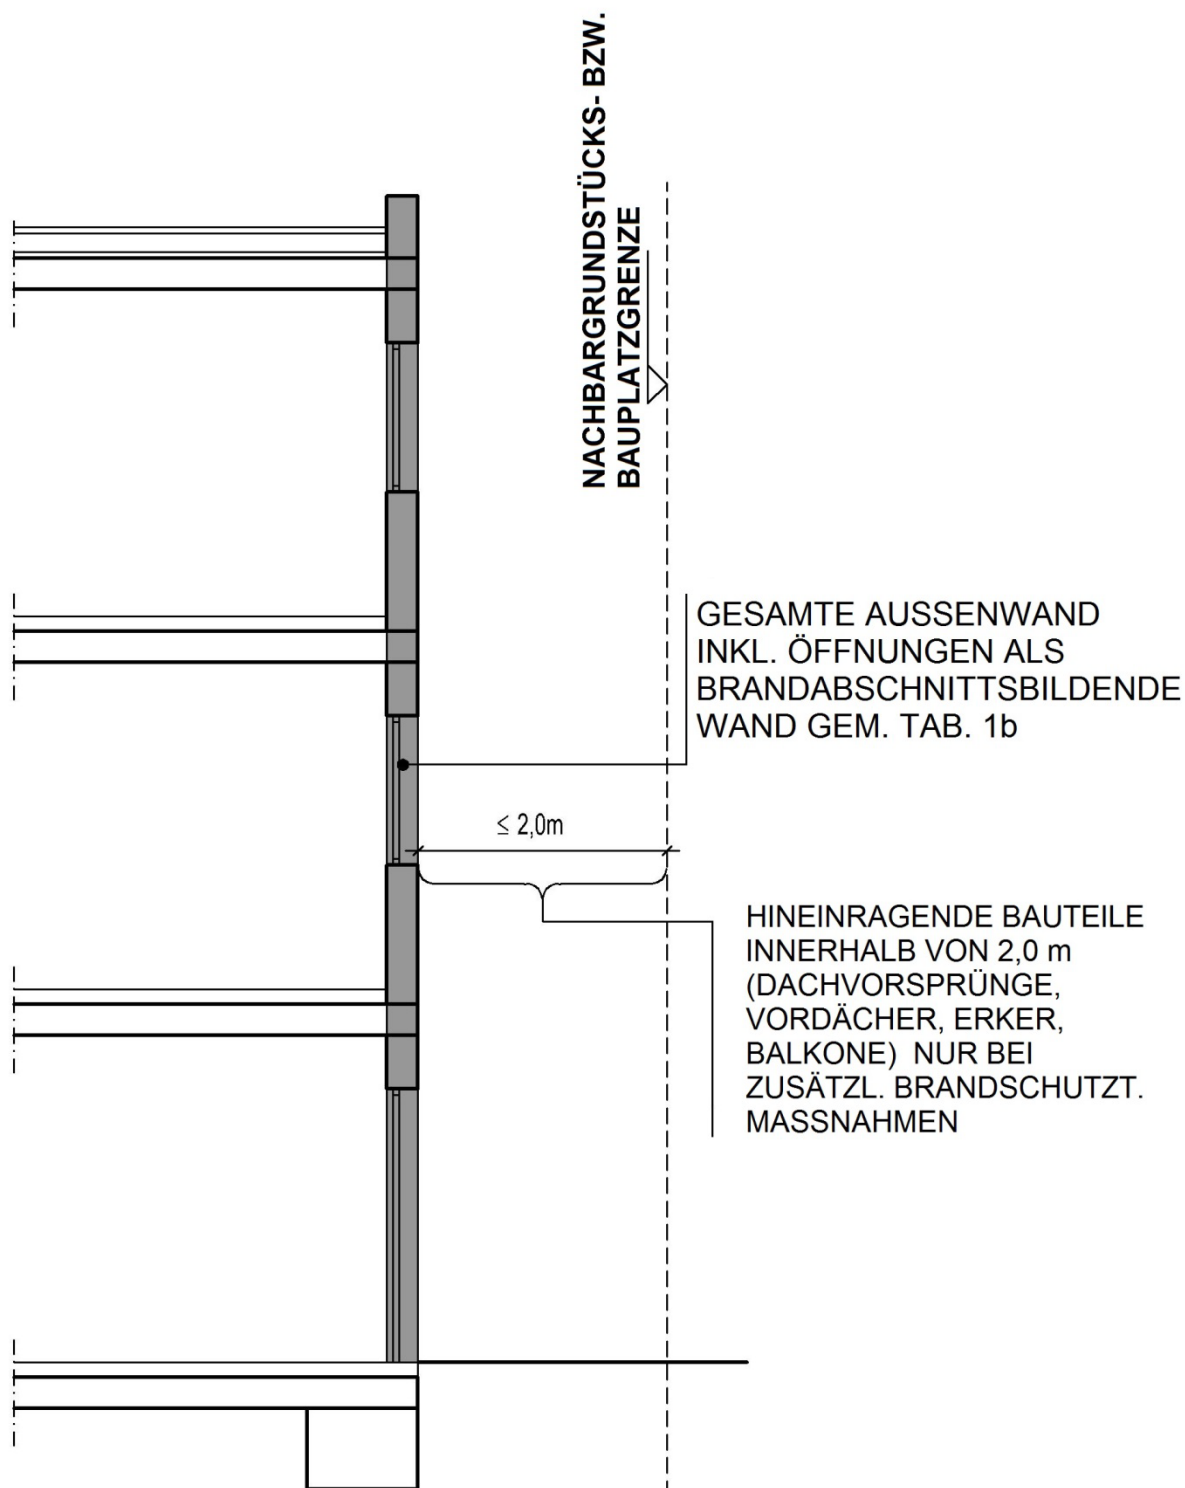 NACHBARGRUNDSTÜCKS- BZW.
BAUPLATZGRENZE
GESAMTE AUSSENWAND
INKL. ÖFFNUNGEN ALS
BRANDABSCHNITTSBILDENDE
WAND GEM. TAB. 1b
≤ 2,0m
HINEINRAGENDE BAUTEILE
INNERHALB VON 2,0 m
(DACHVORSPRÜNGE,
VORDÄCHER, ERKER,
BALKONE) NUR BEI
ZUSÄTZL. BRANDSCHUTZT.
MASSNAHMEN